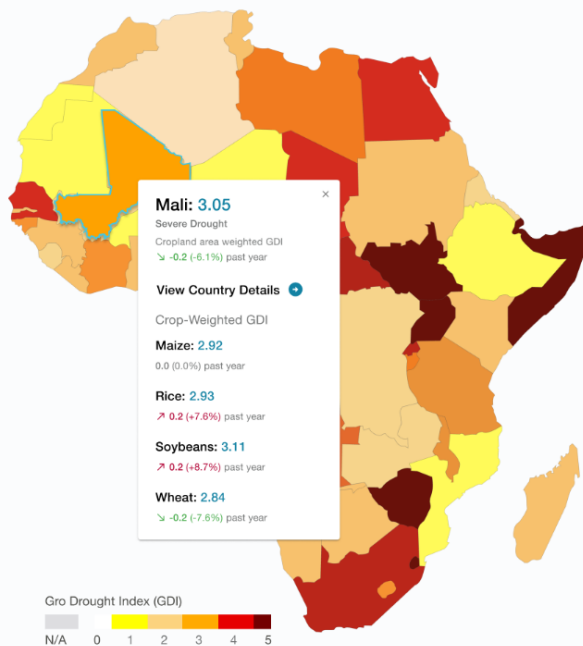 ×
Mali: 3.05
Severe Drought
Cropland area weighted GDI
↘ -0.2 (-6.1%) past year
View Country Details
Crop-Weighted GDI
Maize: 2.92
0.0 (0.0%) past year
Rice: 2.93
↗ 0.2 (+7.6%) past year
Soybeans: 3.11
↗ 0.2 (+8.7%) past year
Wheat: 2.84
↘ -0.2 (-7.6%) past year
Gro Drought Index (GDI)
N/A 0 1 2 3 4 5